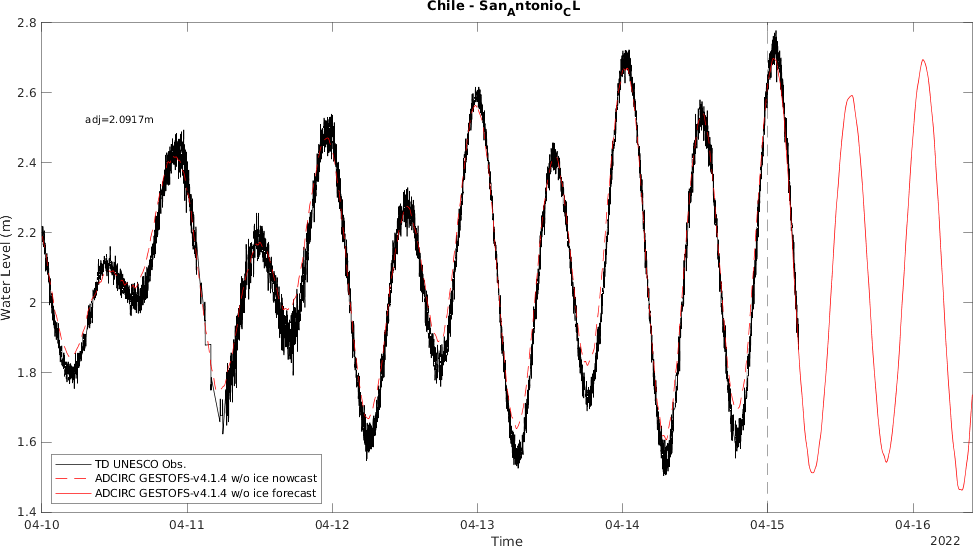 Chile - SanAntonioCL
2.8
2.6
2.4
2.2
2
1.8
1.6
1.4
Water Level (m)
adj=2.0917m
TD UNESCO Obs.
ADCIRC GESTOFS-v4.1.4 w/o ice nowcast
ADCIRC GESTOFS-v4.1.4 w/o ice forecast
04-10 04-11 04-12 04-13 04-14 04-15 04-16
Time
2022